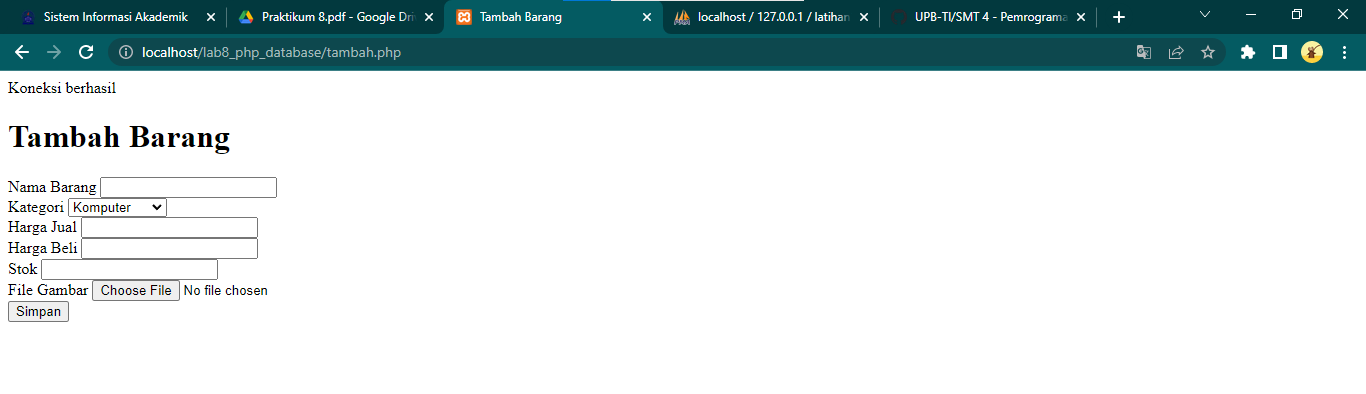 Sistem Informasi Akademik
Praktikum 8.pdf - Google Dri
Tambah Barang
localhost / 127.0.0.1 / latihan
UPB-TI/SMT 4 - Pemrograma
localhost/lab8_php_database/tambah.php
Koneksi berhasil
Tambah Barang
Nama Barang
Kategori Komputer
Harga Jual
Harga Beli
Stok
File Gambar Choose File No file chosen
Simpan